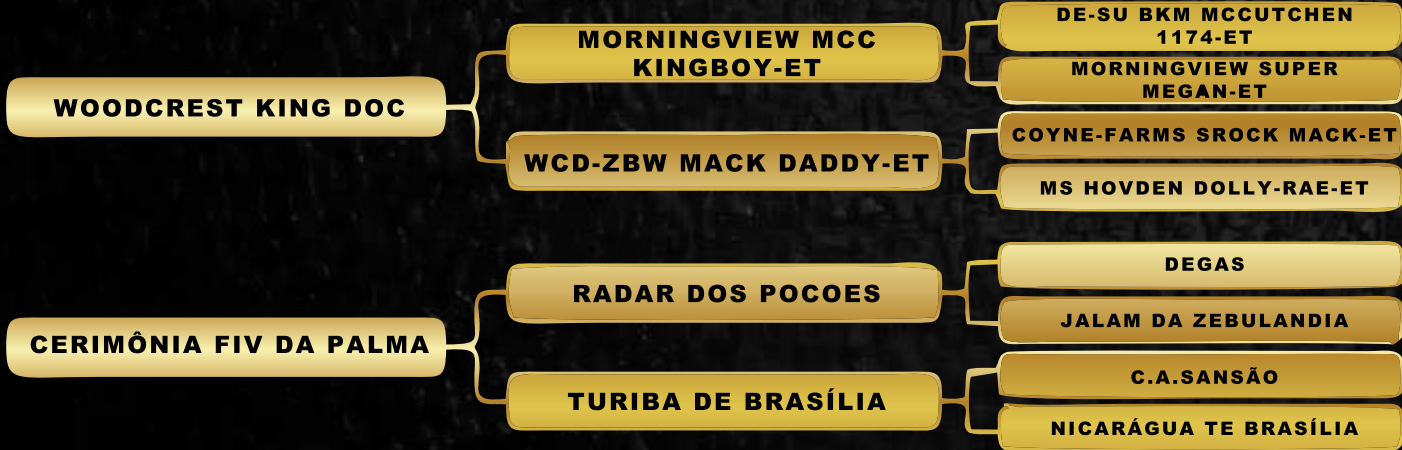 WOODCREST KING DOC
MORNINGVIEW MCC
KINGBOY-ET
DE-SU BKM MCCUTCHEN
1174-ET
MORNINGVIEW SUPER
MEGAN-ET
WCD-ZBW MACK DADDY-ET
COYNE-FARMS SROCK MACK-ET
MS HOVDEN DOLLY-RAE-ET
CERIMÔNIA FIV DA PALMA
RADAR DOS POCOES
DEGAS
JALAM DA ZEBULANDIA
TURIBA DE BRASÍLIA
C.A.SANSÃO
NICARÁGUA TE BRASÍLIA